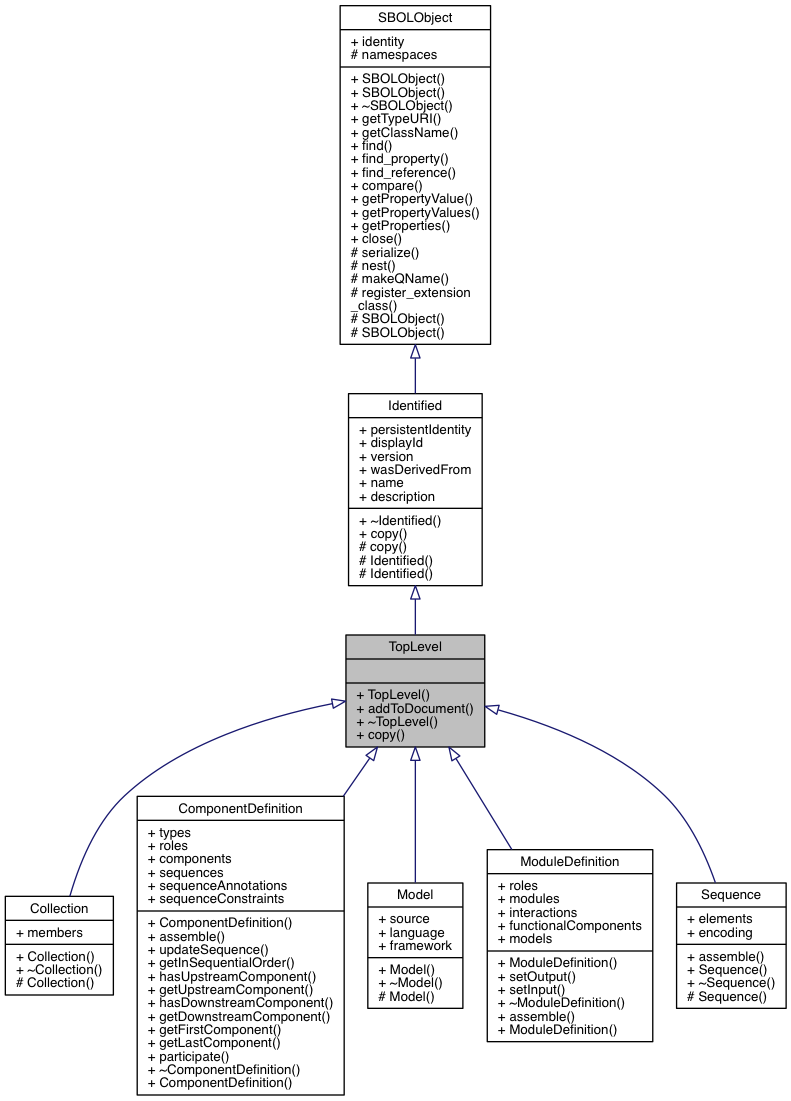 SBOLObject
+ identity
# namespaces
+ SBOLObject()
+ SBOLObject()
+ ~SBOLObject()
+ getTypeURI()
+ getClassName()
+ find()
+ find_property()
+ find_reference()
+ compare()
+ getPropertyValue()
+ getPropertyValues()
+ getProperties()
+ close()
# serialize()
# nest()
# makeQName()
# register_extension
_class()
# SBOLObject()
# SBOLObject()
Identified
+ persistentIdentity
+ displayId
+ version
+ wasDerivedFrom
+ name
+ description
+ ~Identified()
+ copy()
# copy()
# Identified()
# Identified()
TopLevel
+ TopLevel()
+ addToDocument()
+ ~TopLevel()
+ copy()
Collection
+ members
+ Collection()
+ ~Collection()
# Collection()
ComponentDefinition
+ types
+ roles
+ components
+ sequences
+ sequenceAnnotations
+ sequenceConstraints
+ ComponentDefinition()
+ assemble()
+ updateSequence()
+ getInSequentialOrder()
+ hasUpstreamComponent()
+ getUpstreamComponent()
+ hasDownstreamComponent()
+ getDownstreamComponent()
+ getFirstComponent()
+ getLastComponent()
+ participate()
+ ~ComponentDefinition()
+ ComponentDefinition()
Model
+ source
+ language
+ framework
+ Model()
+ ~Model()
# Model()
ModuleDefinition
+ roles
+ modules
+ interactions
+ functionalComponents
+ models
+ ModuleDefinition()
+ setOutput()
+ setInput()
+ ~ModuleDefinition()
+ assemble()
+ ModuleDefinition()
Sequence
+ elements
+ encoding
+ assemble()
+ Sequence()
+ ~Sequence()
# Sequence()